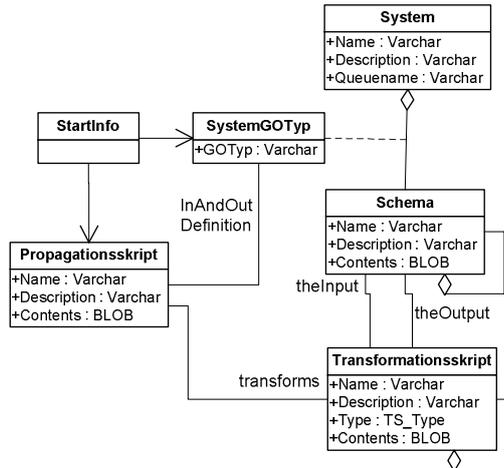 System
+Name : Varchar
+Description : Varchar
+Queuename : Varchar
StartInfo
SystemGOTyp
+GOTyp : Varchar
InAndOut
Definition
Schema
+Name : Varchar
+Description : Varchar
+Contents : BLOB
Propagationsskript
+Name : Varchar
+Description : Varchar
+Contents : BLOB
theInput
theOutput
transforms
Transformationsskript
+Name : Varchar
+Description : Varchar
+Type : TS_Type
+Contents : BLOB